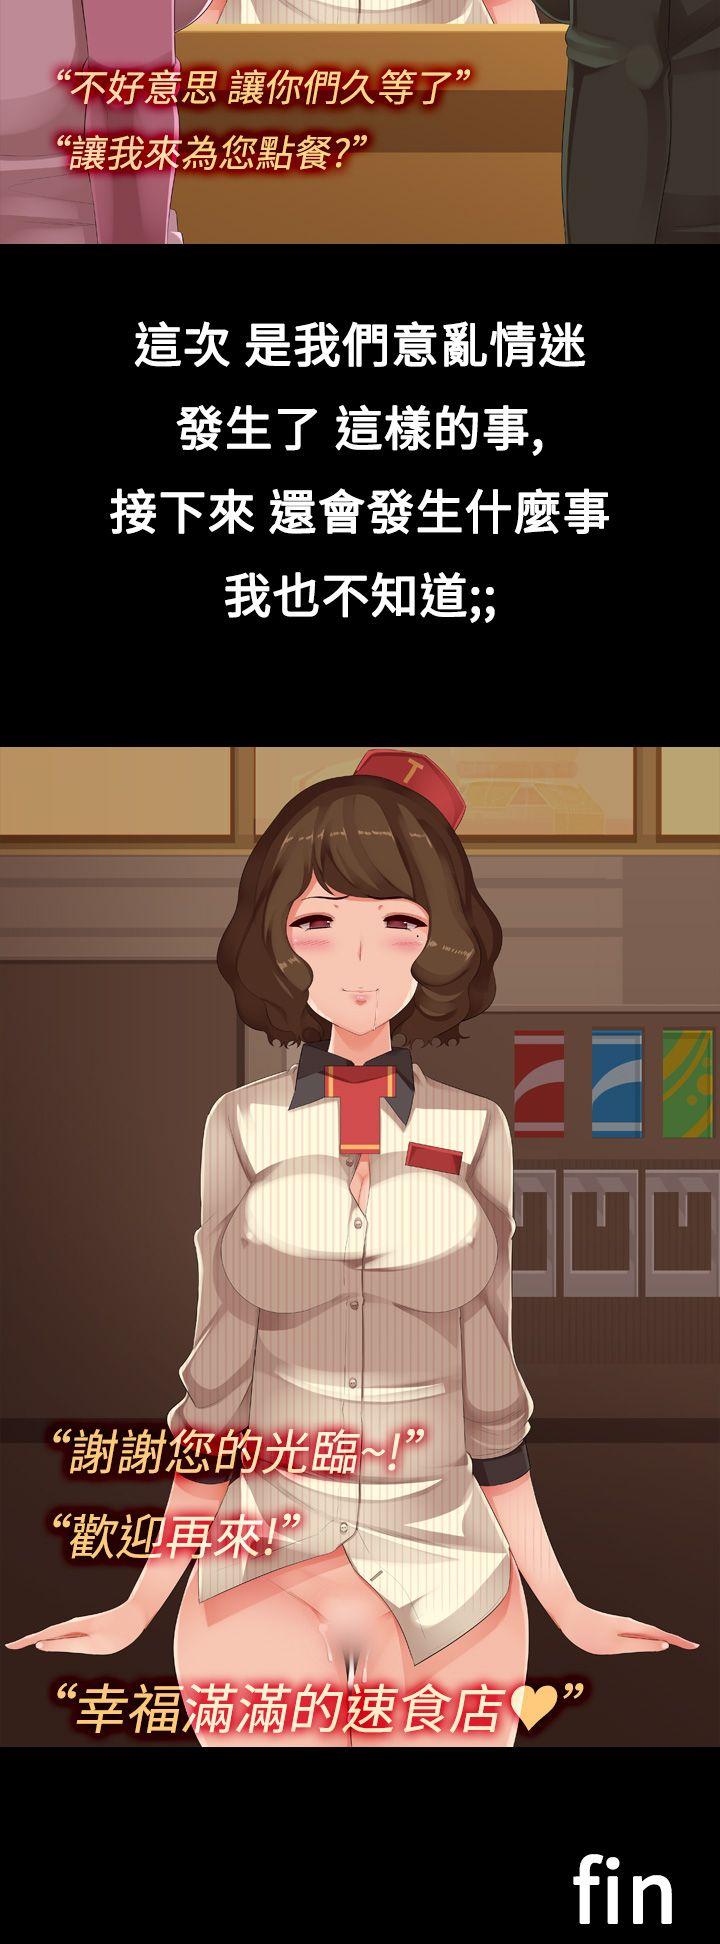 “不好意思 讓你們久等了”
“讓我來為您點餐?”
這次 是我們意亂情迷
發生了 這樣的事,
接下來 還會發生什麼事
我也不知道;;
T
“謝謝您的光臨~!”
“歡迎再來!”
“幸福滿滿的速食店♥”
fin